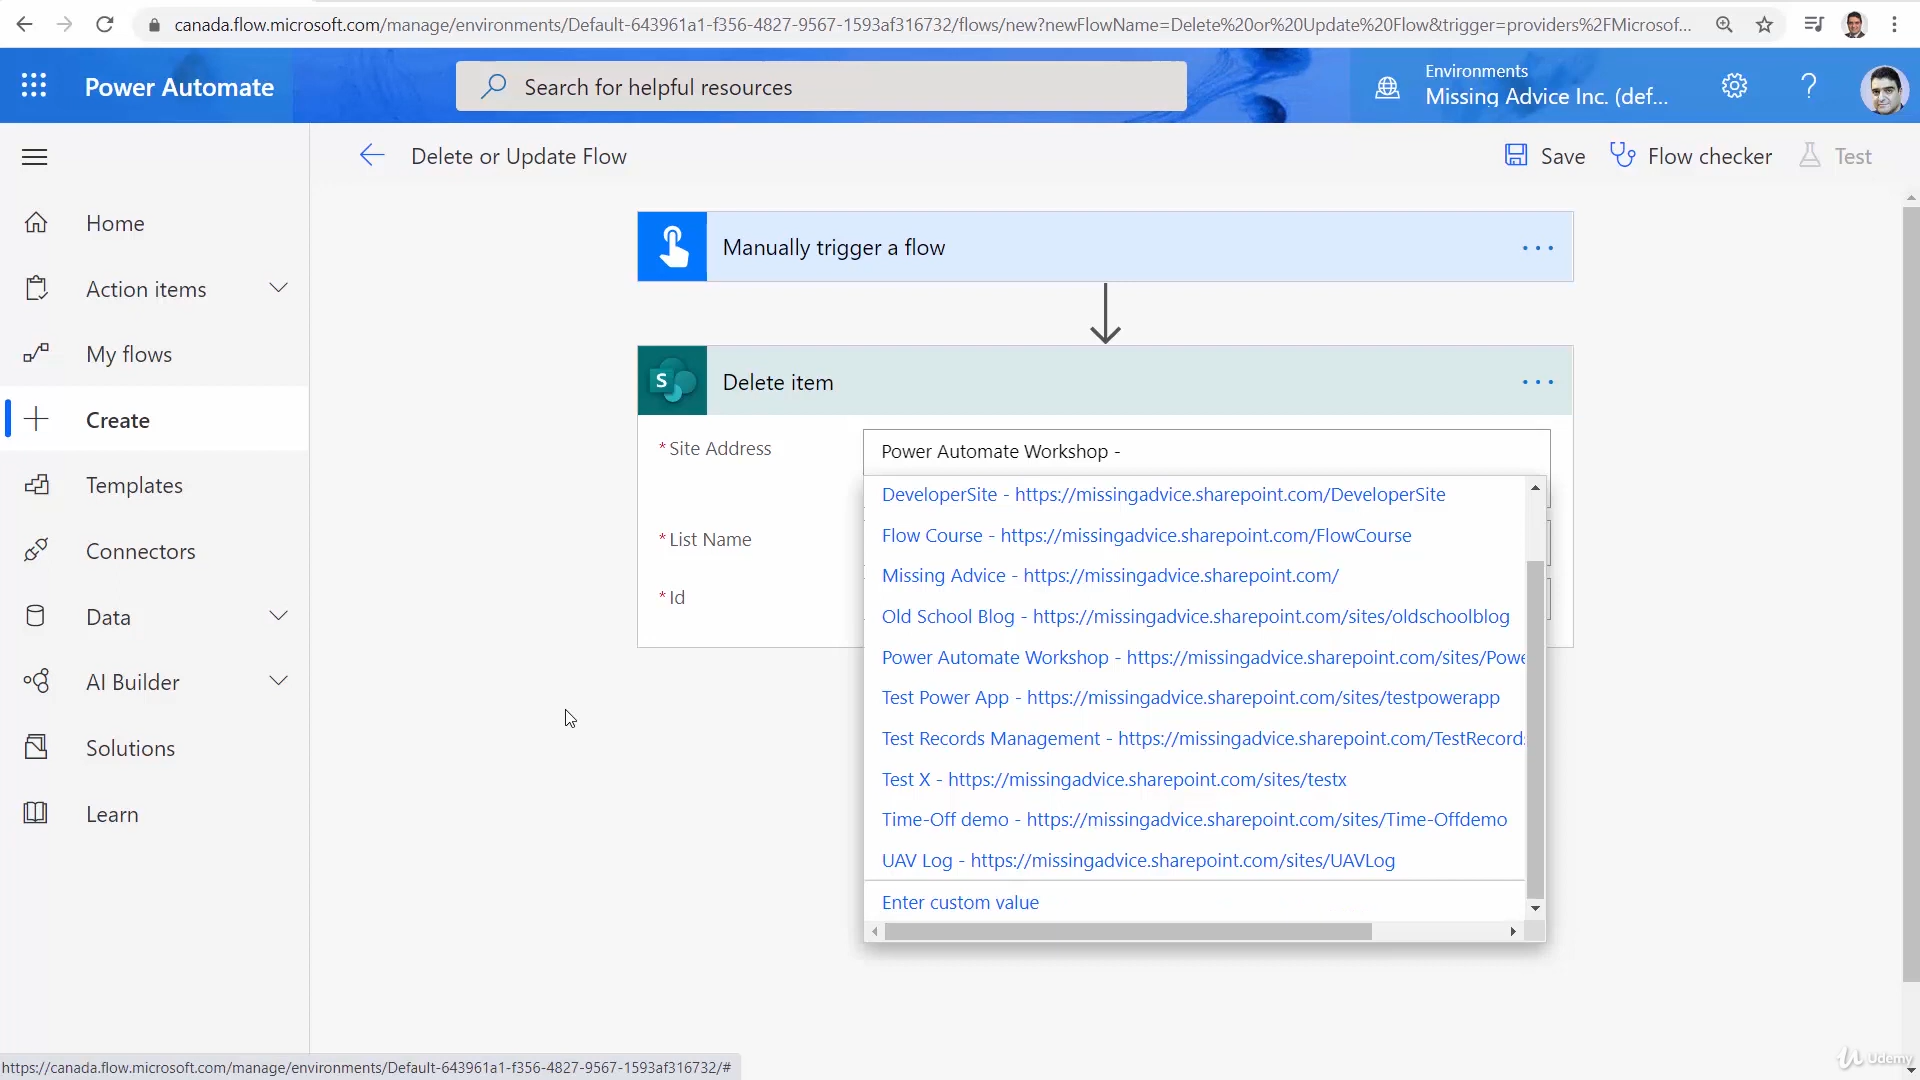 canada.flow.microsoft.com/manage/environments/Default-643961a1-f356-4827-9567-1593af316732/flows/new?newFlowName=Delete%20or%20Update%20Flow&trigger=providers%2FMicrosof...
Power Automate
Search for helpful resources
Environments
Missing Advice Inc. (def...
?
Delete or Update Flow
Save
Flow checker
Test
Home
Action items
My flows
Create
Templates
Connectors
Data
AI Builder
Solutions
Learn
Manually trigger a flow
...
S
Delete item
...
* Site Address
Power Automate Workshop -
* List Name
* Id
DeveloperSite - https://missingadvice.sharepoint.com/DeveloperSite
Flow Course - https://missingadvice.sharepoint.com/FlowCourse
Missing Advice - https://missingadvice.sharepoint.com/
Old School Blog - https://missingadvice.sharepoint.com/sites/oldschoolblog
Power Automate Workshop - https://missingadvice.sharepoint.com/sites/Powe
Test Power App - https://missingadvice.sharepoint.com/sites/testpowerapp
Test Records Management - https://missingadvice.sharepoint.com/TestRecords
Test X - https://missingadvice.sharepoint.com/sites/testx
Time-Off demo - https://missingadvice.sharepoint.com/sites/Time-Offdemo
UAV Log - https://missingadvice.sharepoint.com/sites/UAVLog
Enter custom value
https://canada.flow.microsoft.com/manage/environments/Default-643961a1-f356-4827-9567-1593af316732/#
Udemy